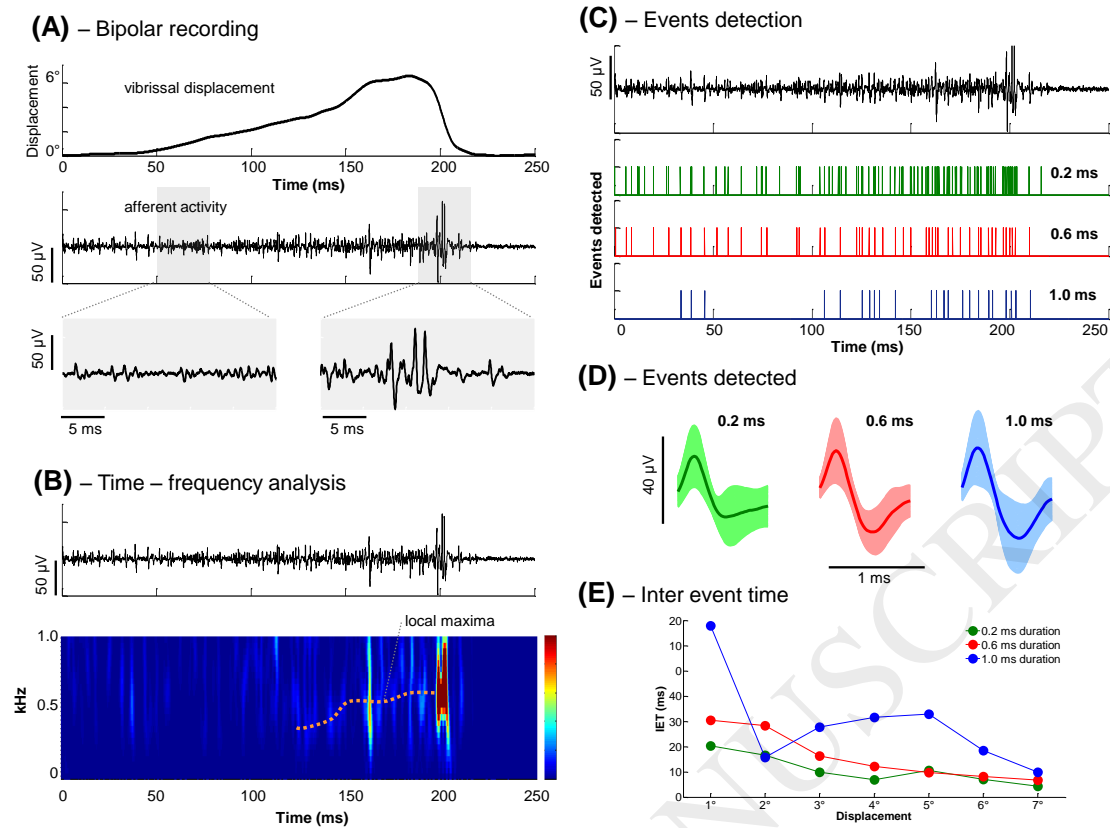 (A) – Bipolar recording
Displacement
6°
0°
vibrissal displacement
0 50 100 150 200 250
Time (ms)
afferent activity
50 µV
50 µV
5 ms
5 ms
(B) – Time – frequency analysis
50 µV
local maxima
kHz
1.0
0.5
0
0 50 100 150 200 250
Time (ms)
(C) – Events detection
50 µV
Events detected
0.2 ms
0.6 ms
1.0 ms
0 50 100 150 200 250
Time (ms)
(D) – Events detected
0.2 ms 0.6 ms 1.0 ms
40 µV
1 ms
(E) – Inter event time
IET (ms)
20
10
0
30
20
10
0
0.2 ms duration
0.6 ms duration
1.0 ms duration
1° 2° 3° 4° 5° 6° 7°
Displacement
NUSCRIPT